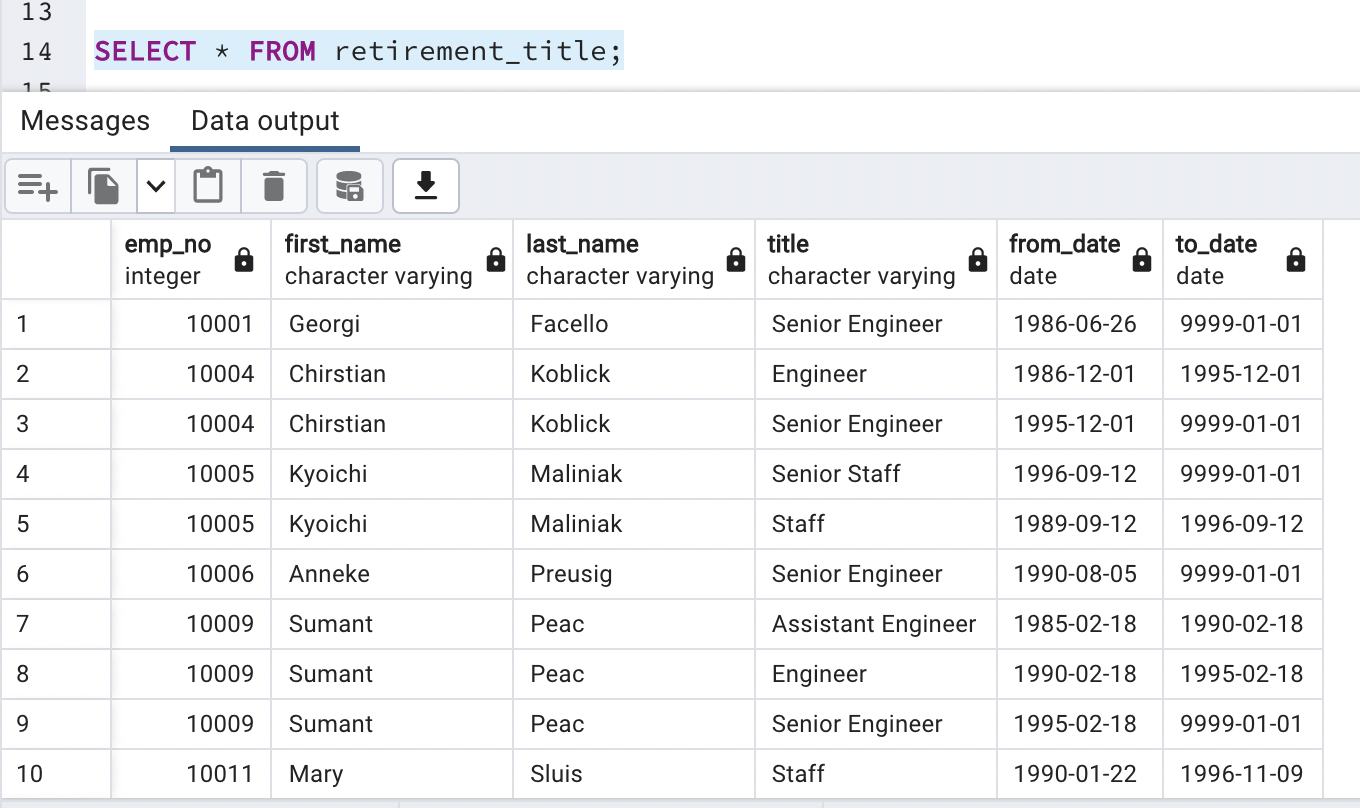 13
14 SELECT * FROM retirement_title;
15
Messages Data output
emp_no first_name last_name title from_date to_date
integer character varying character varying character varying date date
1 10001 Georgi Facello Senior Engineer 1986-06-26 9999-01-01
2 10004 Chirstian Koblick Engineer 1986-12-01 1995-12-01
3 10004 Chirstian Koblick Senior Engineer 1995-12-01 9999-01-01
4 10005 Kyoichi Maliniak Senior Staff 1996-09-12 9999-01-01
5 10005 Kyoichi Maliniak Staff 1989-09-12 1996-09-12
6 10006 Anneke Preusig Senior Engineer 1990-08-05 9999-01-01
7 10009 Sumant Peac Assistant Engineer 1985-02-18 1990-02-18
8 10009 Sumant Peac Engineer 1990-02-18 1995-02-18
9 10009 Sumant Peac Senior Engineer 1995-02-18 9999-01-01
10 10011 Mary Sluis Staff 1990-01-22 1996-11-09